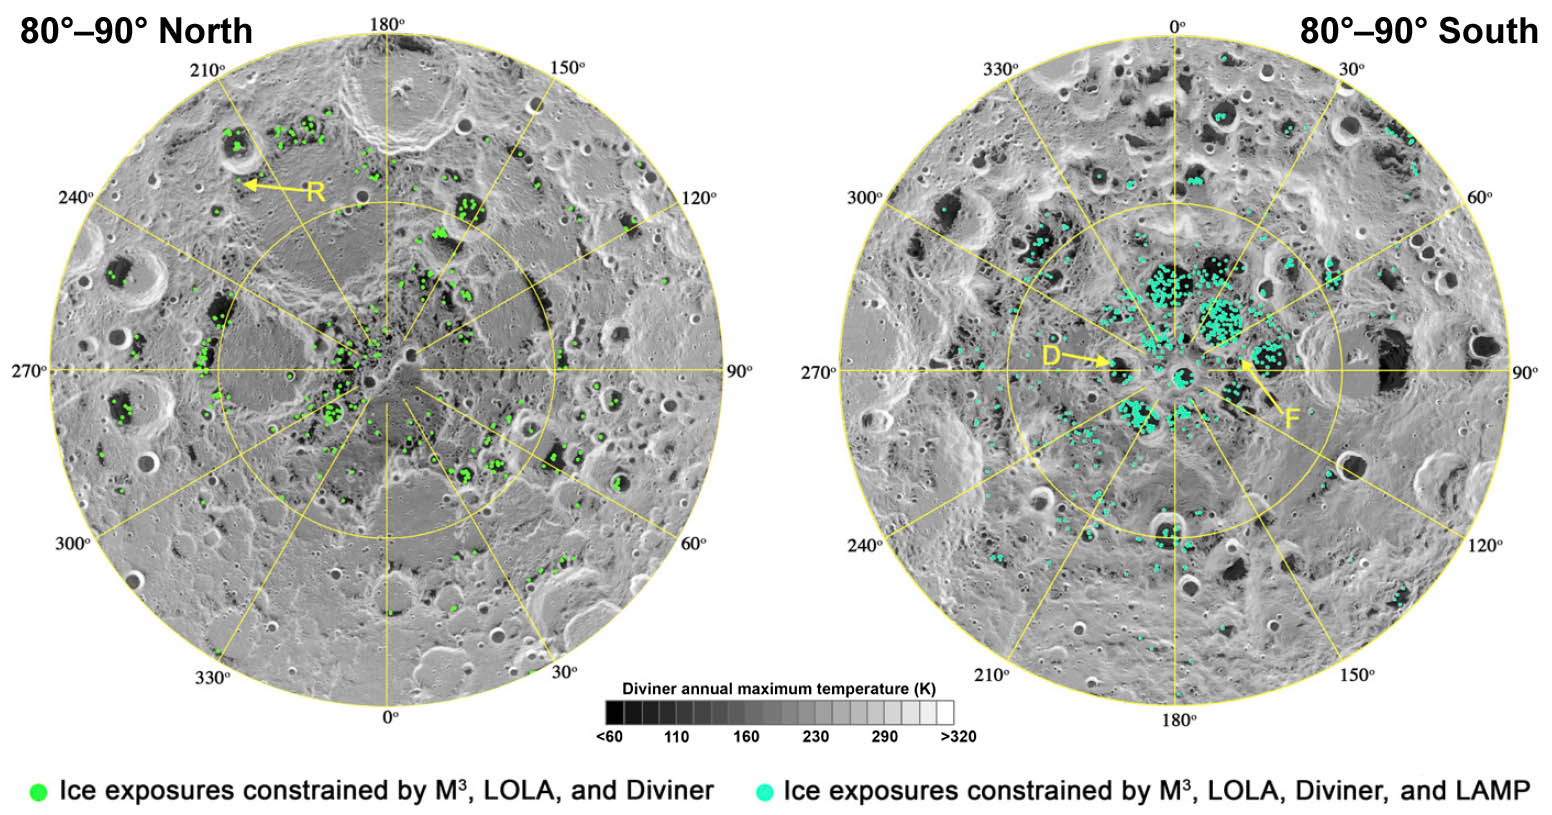 80°–90° North
80°–90° South
180°
0°
210°
150°
330°
30°
240°
120°
300°
60°
R
D
270°
90°
270°
90°
F
300°
60°
240°
120°
330°
30°
210°
150°
0°
180°
Diviner annual maximum temperature (K)
<60 110 160 230 290 >320
Ice exposures constrained by M³, LOLA, and Diviner
Ice exposures constrained by M³, LOLA, Diviner, and LAMP